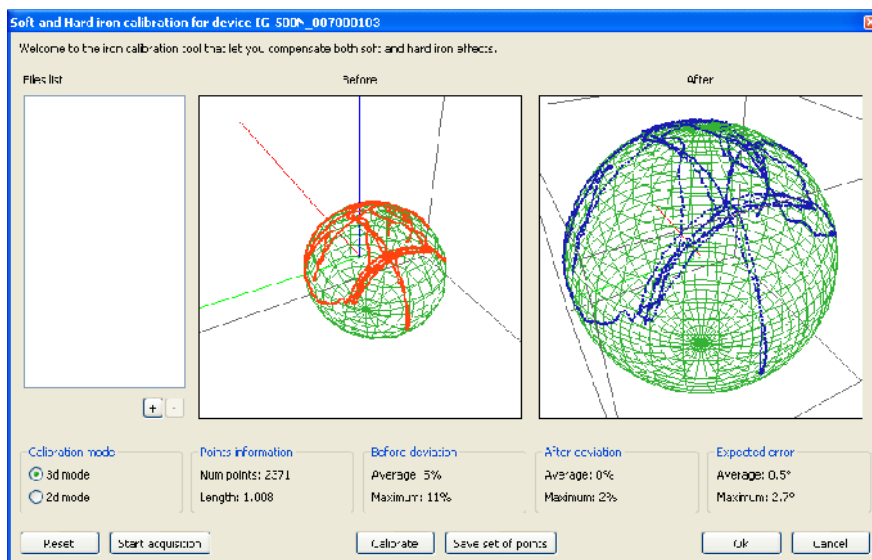 Soft and Hard iron calibration for device IG-500N_007000103
Welcome to the iron calibration tool that let you compensate both soft and hard iron effects.
Files list
Before
After
+ -
Calibration mode
3d mode
2d mode
Points information
Num points: 2371
Length: 1.008
Before deviation
Average: 5%
Maximum: 11%
After deviation
Average: 0%
Maximum: 2%
Expected error
Average: 0.5°
Maximum: 2.7°
Reset Start acquisition Calibrate Save set of points Ok Cancel